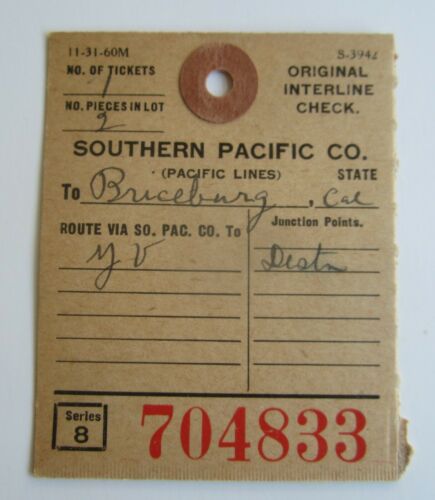 11-31-60M S-3942
NO. OF TICKETS 1
ORIGINAL INTERLINE CHECK.
NO. PIECES IN LOT 2
SOUTHERN PACIFIC CO.
(PACIFIC LINES) STATE
To Briceburg, Cal
ROUTE VIA SO. PAC. CO. To Junction Points.
Y V Destn
Series 8 704833